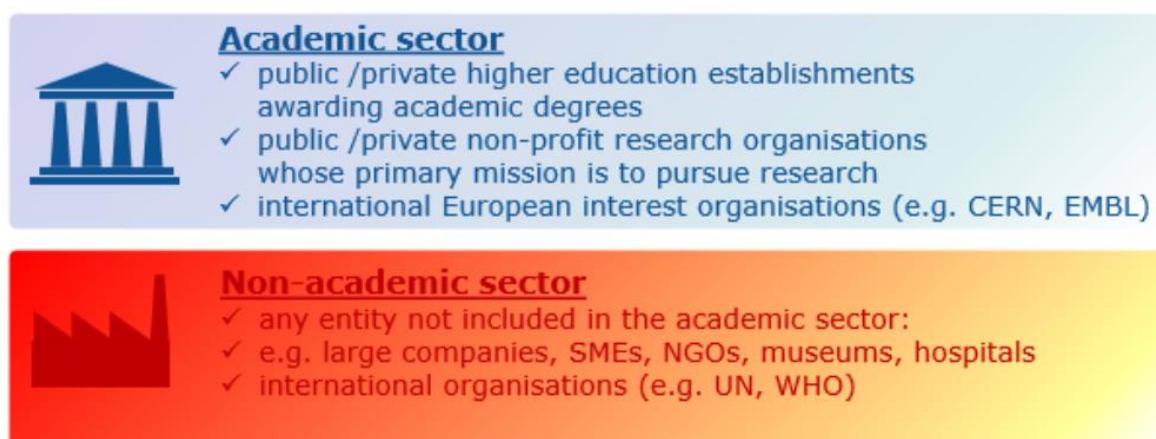 Academic sector
✓ public /private higher education establishments
awarding academic degrees
✓ public /private non-profit research organisations
whose primary mission is to pursue research
✓ international European interest organisations (e.g. CERN, EMBL)
Non-academic sector
✓ any entity not included in the academic sector:
✓ e.g. large companies, SMEs, NGOs, museums, hospitals
✓ international organisations (e.g. UN, WHO)